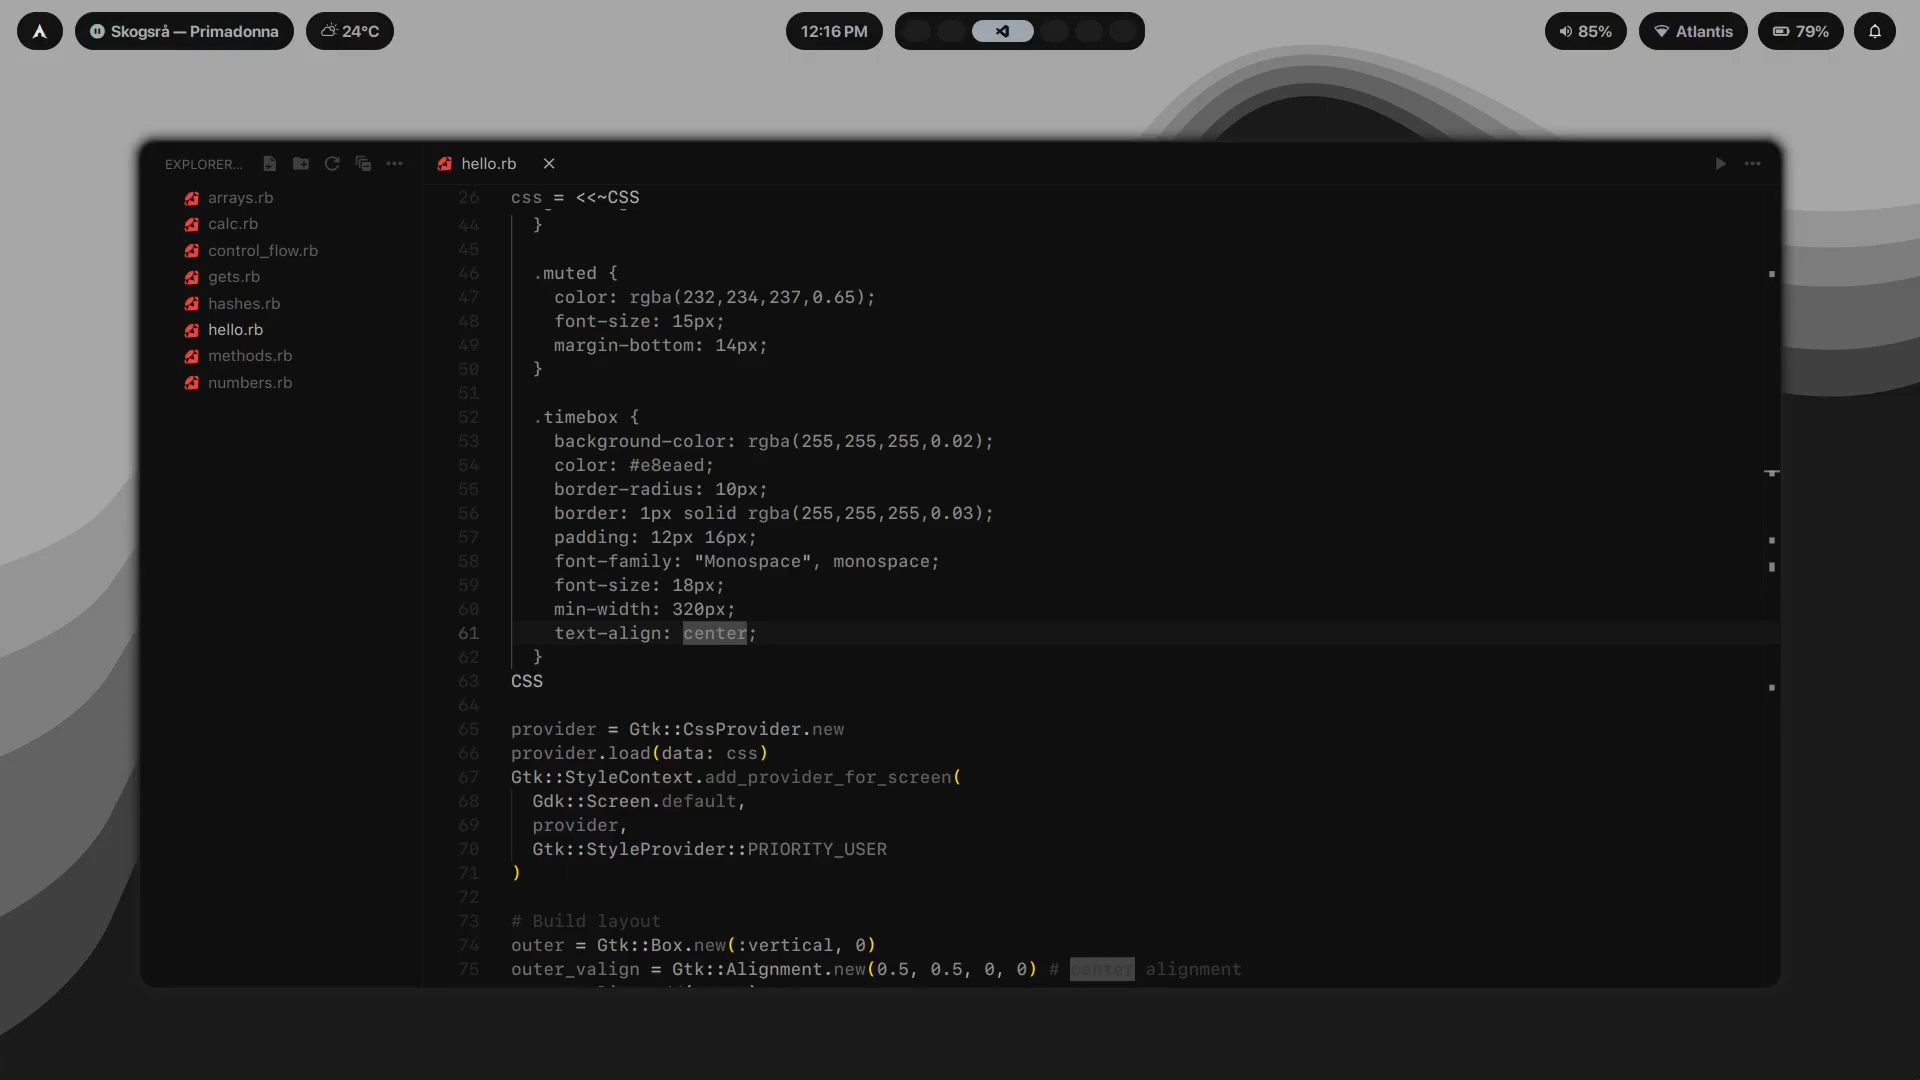 Skogsrå — Primadonna
24°C
12:16 PM
85%
Atlantis
79%
EXPLORER...
arrays.rb
calc.rb
control_flow.rb
gets.rb
hashes.rb
hello.rb
methods.rb
numbers.rb
hello.rb
26 css = <<~CSS
44 }
45
46 .muted {
47 color: rgba(232,234,237,0.65);
48 font-size: 15px;
49 margin-bottom: 14px;
50 }
51
52 .timebox {
53 background-color: rgba(255,255,255,0.02);
54 color: #e8eaed;
55 border-radius: 10px;
56 border: 1px solid rgba(255,255,255,0.03);
57 padding: 12px 16px;
58 font-family: "Monospace", monospace;
59 font-size: 18px;
60 min-width: 320px;
61 text-align: center;
62 }
63 CSS
64
65 provider = Gtk::CssProvider.new
66 provider.load(data: css)
67 Gtk::StyleContext.add_provider_for_screen(
68 Gdk::Screen.default,
69 provider,
70 Gtk::StyleProvider::PRIORITY_USER
71 )
72
73 # Build layout
74 outer = Gtk::Box.new(:vertical, 0)
75 outer_valign = Gtk::Alignment.new(0.5, 0.5, 0, 0) # center alignment